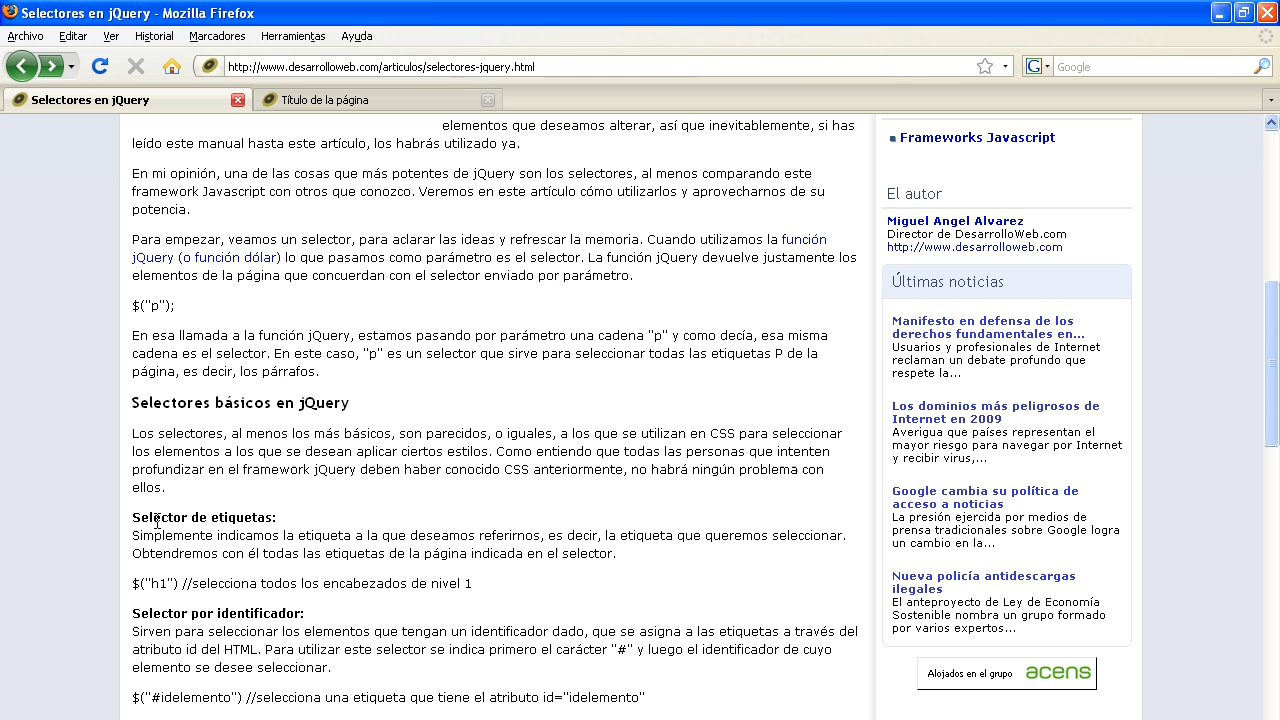 Selectores en jQuery - Mozilla Firefox
Archivo Editar Ver Historial Marcadores Herramientas Ayuda
http://www.desarrolloweb.com/articulos/selectores-jquery.html
Google
Selectores en jQuery
Título de la página
elementos que deseamos alterar, así que inevitablemente, si has
leído este manual hasta este artículo, los habrás utilizado ya.
En mi opinión, una de las cosas que más potentes de jQuery son los selectores, al menos comparando este
framework Javascript con otros que conozco. Veremos en este artículo cómo utilizarlos y aprovecharnos de su
potencia.
Para empezar, veamos un selector, para aclarar las ideas y refrescar la memoria. Cuando utilizamos la función
jQuery (o función dólar) lo que pasamos como parámetro es el selector. La función jQuery devuelve justamente los
elementos de la página que concuerdan con el selector enviado por parámetro.
$("p");
En esa llamada a la función jQuery, estamos pasando por parámetro una cadena "p" y como decía, esa misma
cadena es el selector. En este caso, "p" es un selector que sirve para seleccionar todas las etiquetas P de la
página, es decir, los párrafos.
Selectores básicos en jQuery
Los selectores, al menos los más básicos, son parecidos, o iguales, a los que se utilizan en CSS para seleccionar
los elementos a los que se desean aplicar ciertos estilos. Como entiendo que todas las personas que intenten
profundizar en el framework jQuery deben haber conocido CSS anteriormente, no habrá ningún problema con
ellos.
Selector de etiquetas:
Simplemente indicamos la etiqueta a la que deseamos referirnos, es decir, la etiqueta que queremos seleccionar.
Obtendremos con él todas las etiquetas de la página indicada en el selector.
$("h1") //selecciona todos los encabezados de nivel 1
Selector por identificador:
Sirven para seleccionar los elementos que tengan un identificador dado, que se asigna a las etiquetas a través del
atributo id del HTML. Para utilizar este selector se indica primero el carácter "#" y luego el identificador de cuyo
elemento se desee seleccionar.
$("#idelemento") //selecciona una etiqueta que tiene el atributo id="idelemento"
Frameworks Javascript
El autor
Miguel Angel Alvarez
Director de DesarrolloWeb.com
http://www.desarrolloweb.com
Últimas noticias
Manifesto en defensa de los
derechos fundamentales en...
Usuarios y profesionales de Internet
reclaman un debate profundo que
respete la...
Los dominios más peligrosos de
Internet en 2009
Averigua que países representan el
mayor riesgo para navegar por Internet
y recibir virus,...
Google cambia su política de
acceso a noticias
La presión ejercida por medios de
prensa tradicionales sobre Google logra
un cambio en la...
Nueva policía antidescargas
ilegales
El anteproyecto de Ley de Economía
Sostenible nombra un grupo formado
por varios expertos...
Alojados en el grupo acens